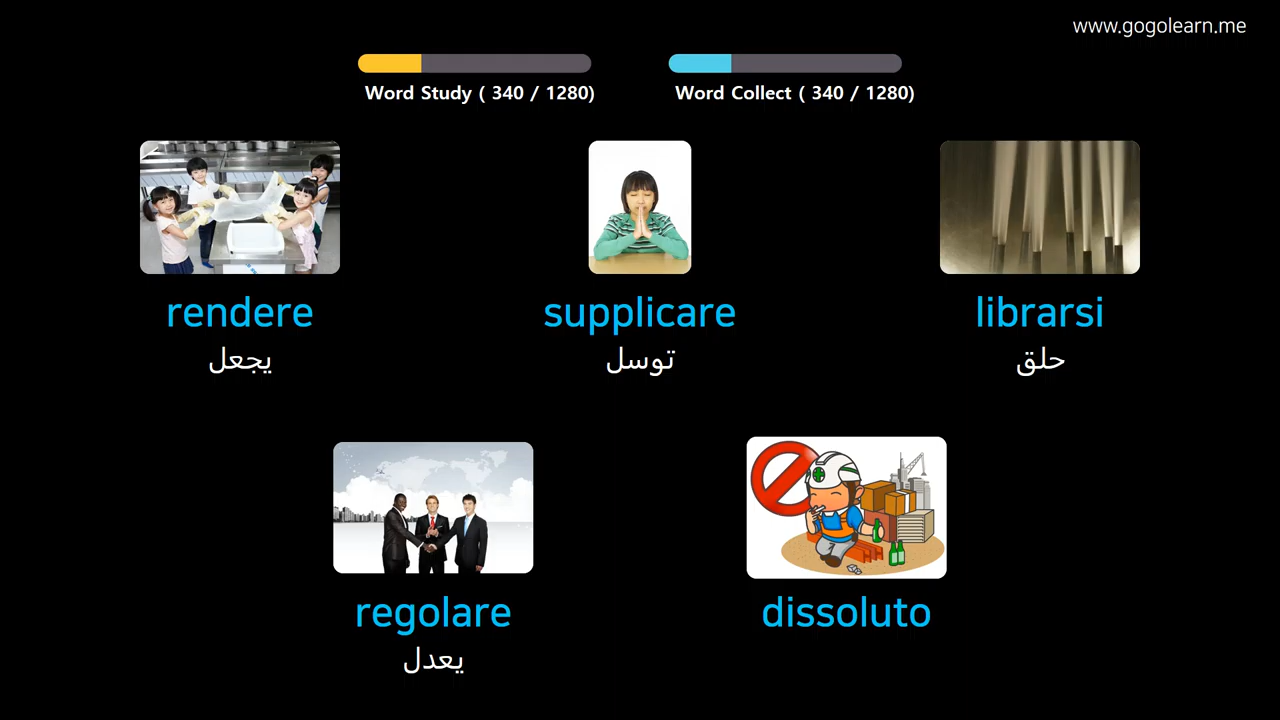 www.gogolearn.me
Word Study ( 340 / 1280)
Word Collect ( 340 / 1280)
rendere
يجعل
supplicare
توسل
librarsi
حلق
regolare
يعدل
dissoluto